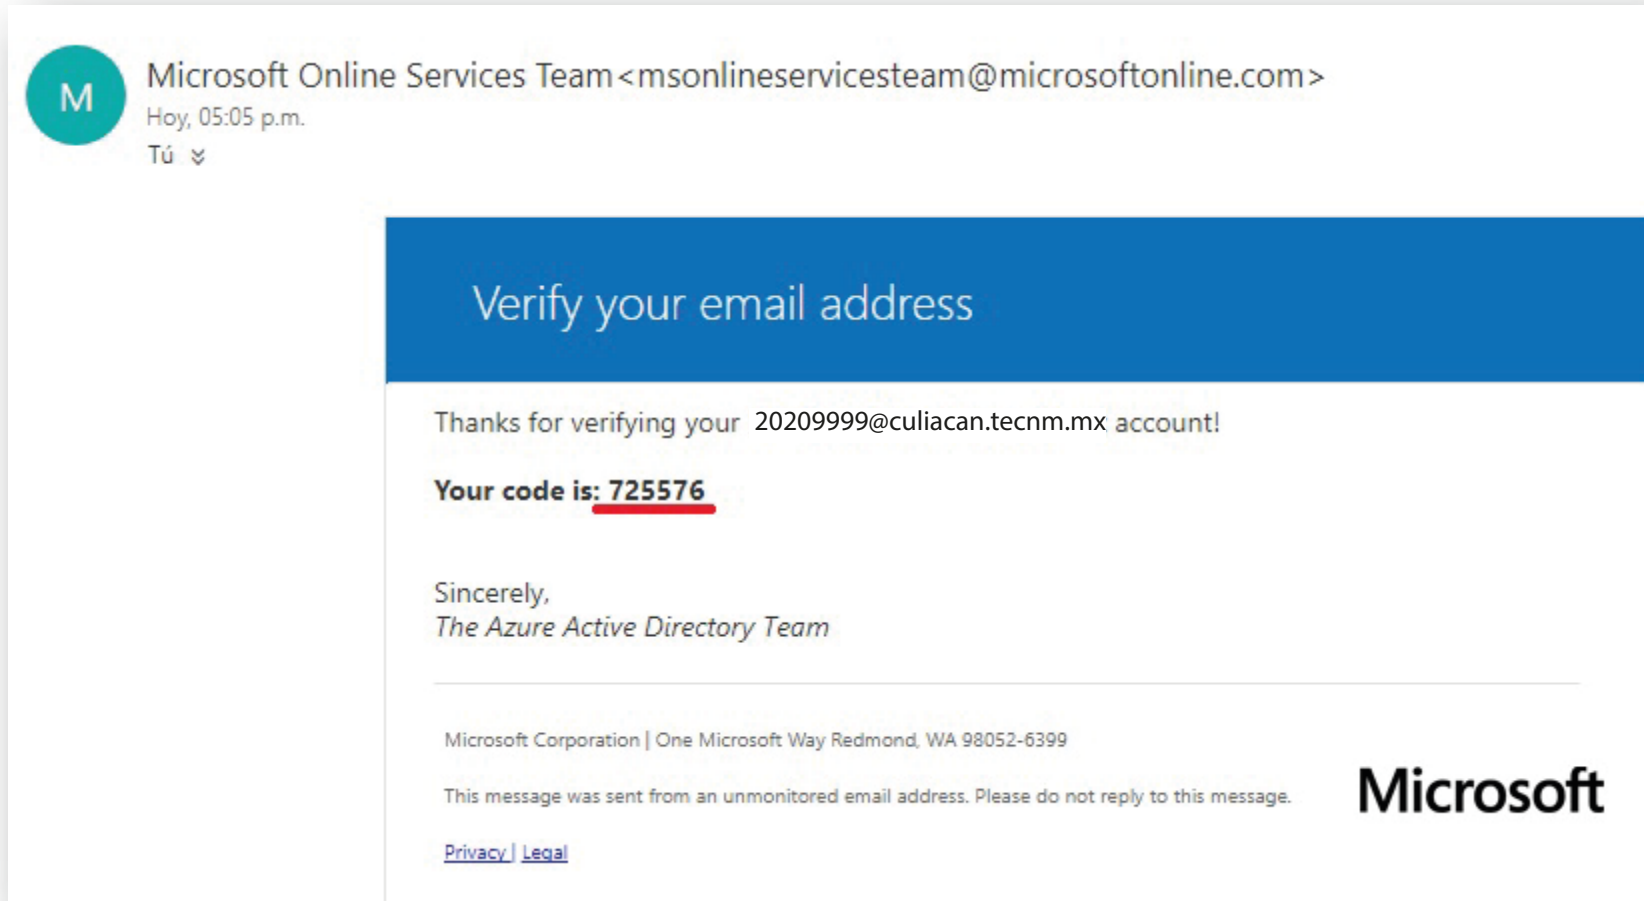 M
Microsoft Online Services Team<msonlineservicesteam@microsoftonline.com>
Hoy, 05:05 p.m.
Tú
Verify your email address
Thanks for verifying your 20209999@culiacan.tecnm.mx account!
Your code is: 725576
Sincerely,
The Azure Active Directory Team
Microsoft Corporation | One Microsoft Way Redmond, WA 98052-6399
This message was sent from an unmonitored email address. Please do not reply to this message.
Microsoft
Privacy | Legal